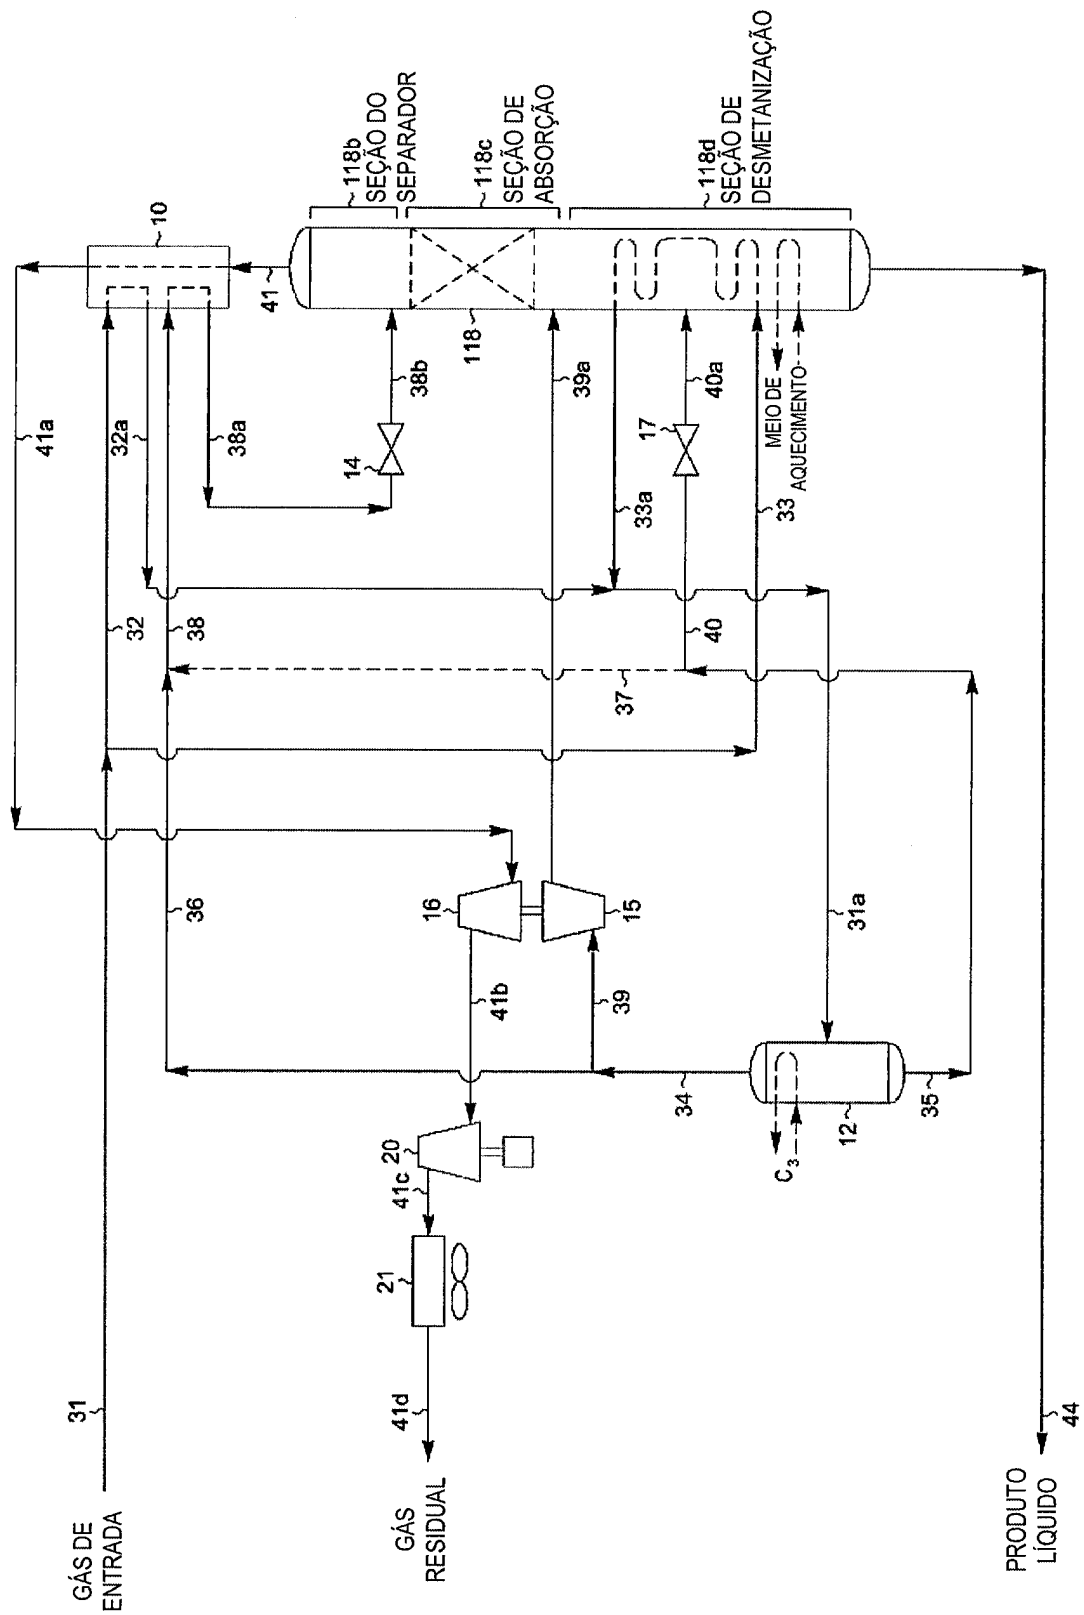 GÁS DE
ENTRADA
31
32
33
41a
10
41
32a
38
38a
14
38b
118b
SEÇÃO DO
SEPARADOR
118c
SEÇÃO DE
ABSORÇÃO
118
39a
118d
SEÇÃO DE
DESMETANIZAÇÃO
33a
17
40a
40
MEIO DE
AQUECIMENTO
37
36
16
15
41b
39
31a
34
12
C3
35
20
41c
21
41d
GÁS
RESIDUAL
44
PRODUTO
LÍQUIDO